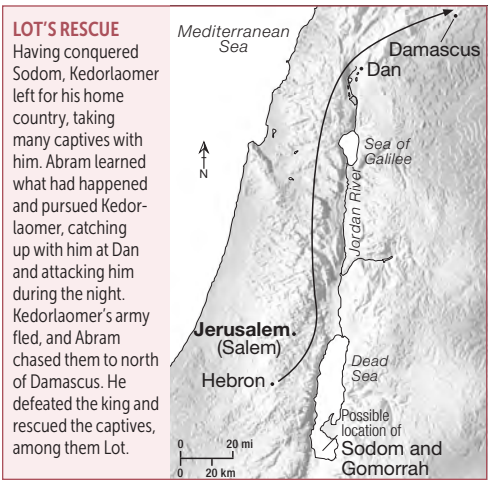 LOT'S RESCUE
Having conquered
Sodom, Kedorlaomer
left for his home
country, taking
many captives with
him. Abram learned
what had happened
and pursued Kedor-
laomer, catching
up with him at Dan
and attacking him
during the night.
Kedorlaomer's army
fled, and Abram
chased them to north
of Damascus. He
defeated the king and
rescued the captives,
among them Lot.
Mediterranean
Sea
Damascus
Dan
N
Sea of
Galilee
Jordan River
Jerusalem
(Salem)
Hebron
Dead
Sea
Possible
location of
Sodom and
Gomorrah
0 20 mi
0 20 km